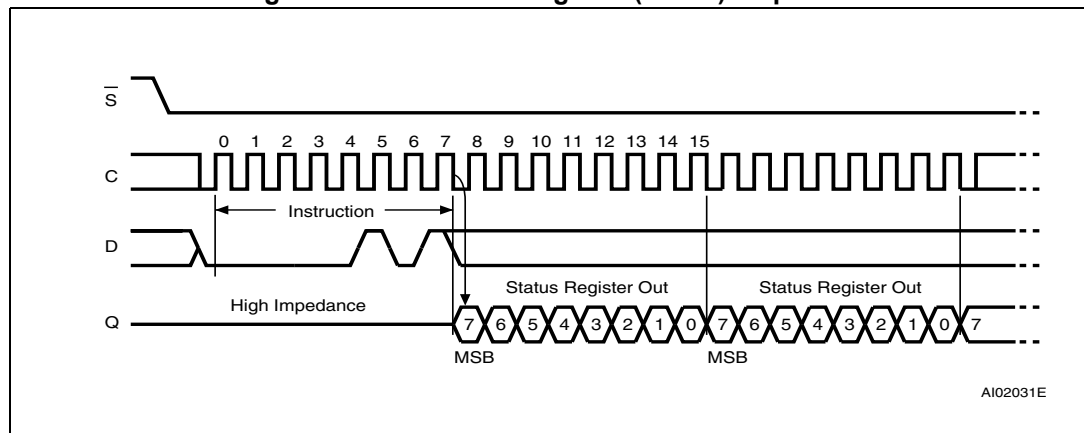 S
0 1 2 3 4 5 6 7 8 9 10 11 12 13 14 15
C
Instruction
D
High Impedance Status Register Out Status Register Out
Q 7 6 5 4 3 2 1 0 7 6 5 4 3 2 1 0 7
MSB MSB
AI02031E